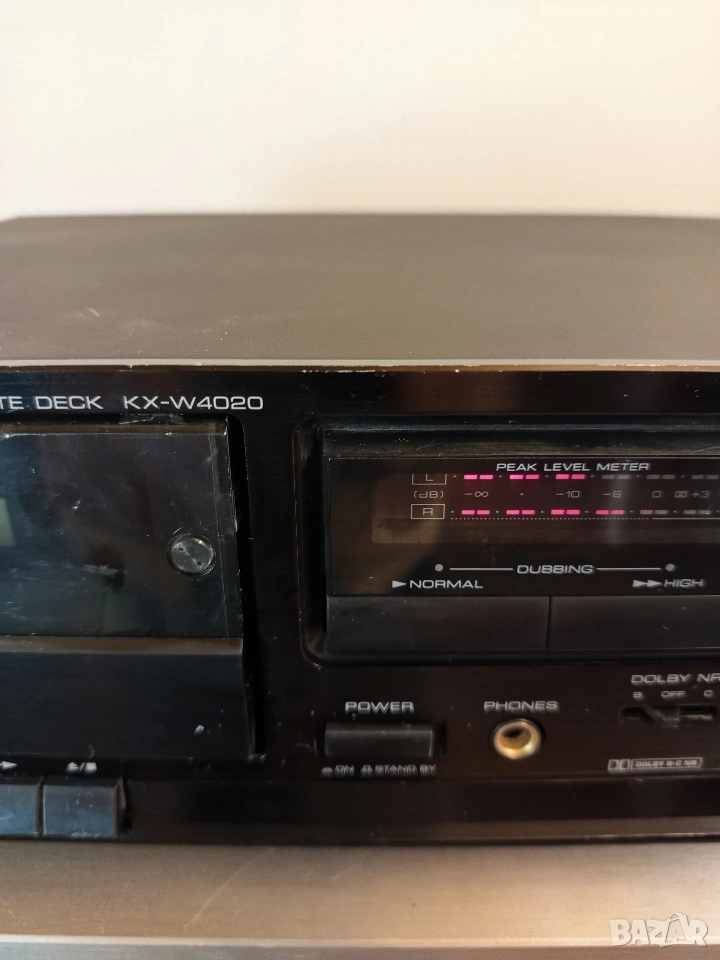 TE DECK KX-W4020
PEAK LEVEL METER
L
(dB) -∞ · -10 -6 0 +3
R
DUBBING
NORMAL HIGH
DOLBY NR
B OFF C
POWER PHONES
ON STAND BY
DOLBY B-C NR
BAZAR